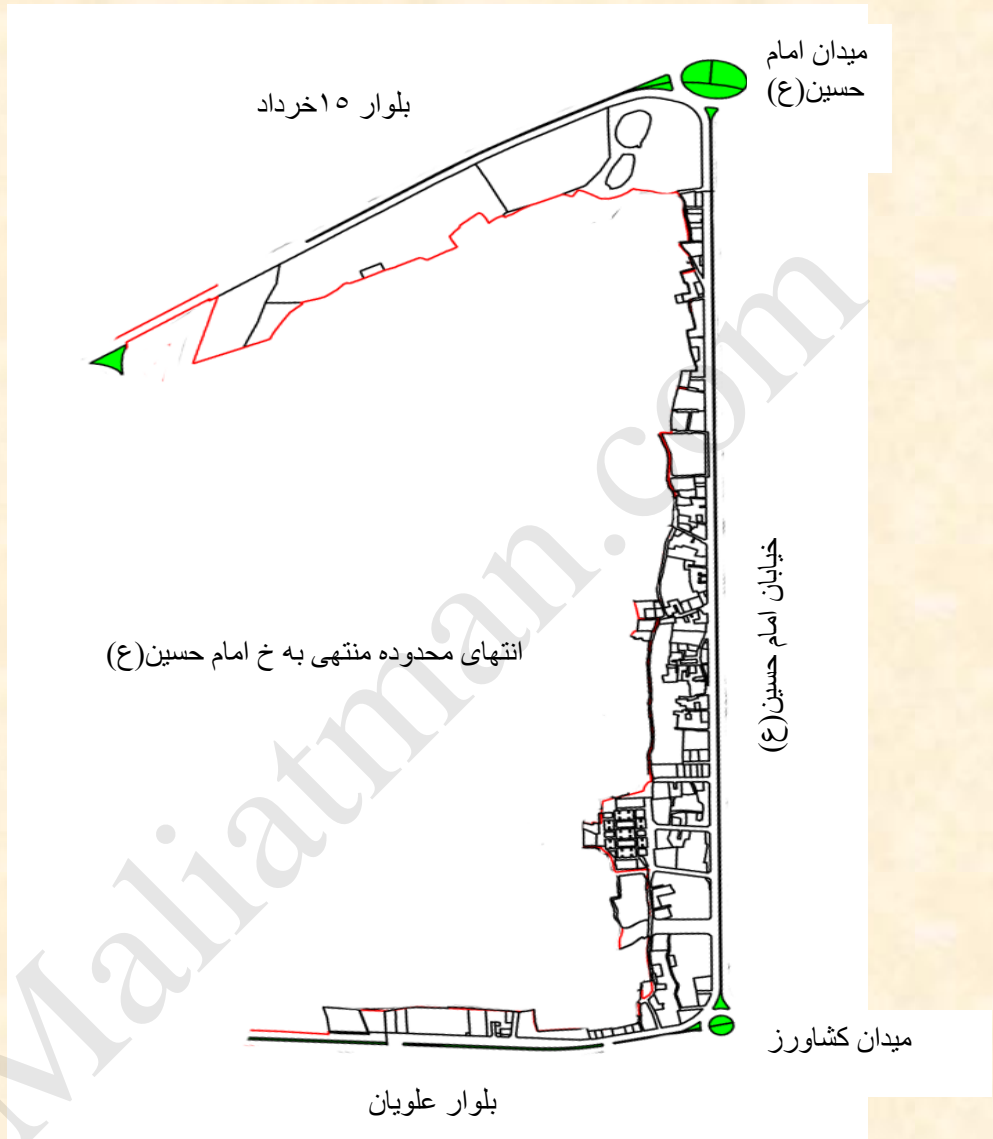 میدان امام
حسین(ع)
بلوار ۱۵خرداد
خیابان امام حسین(ع)
انتهای محدوده منتهی به خ امام حسین(ع)
میدان کشاورز
بلوار علویان
Maliatman.com